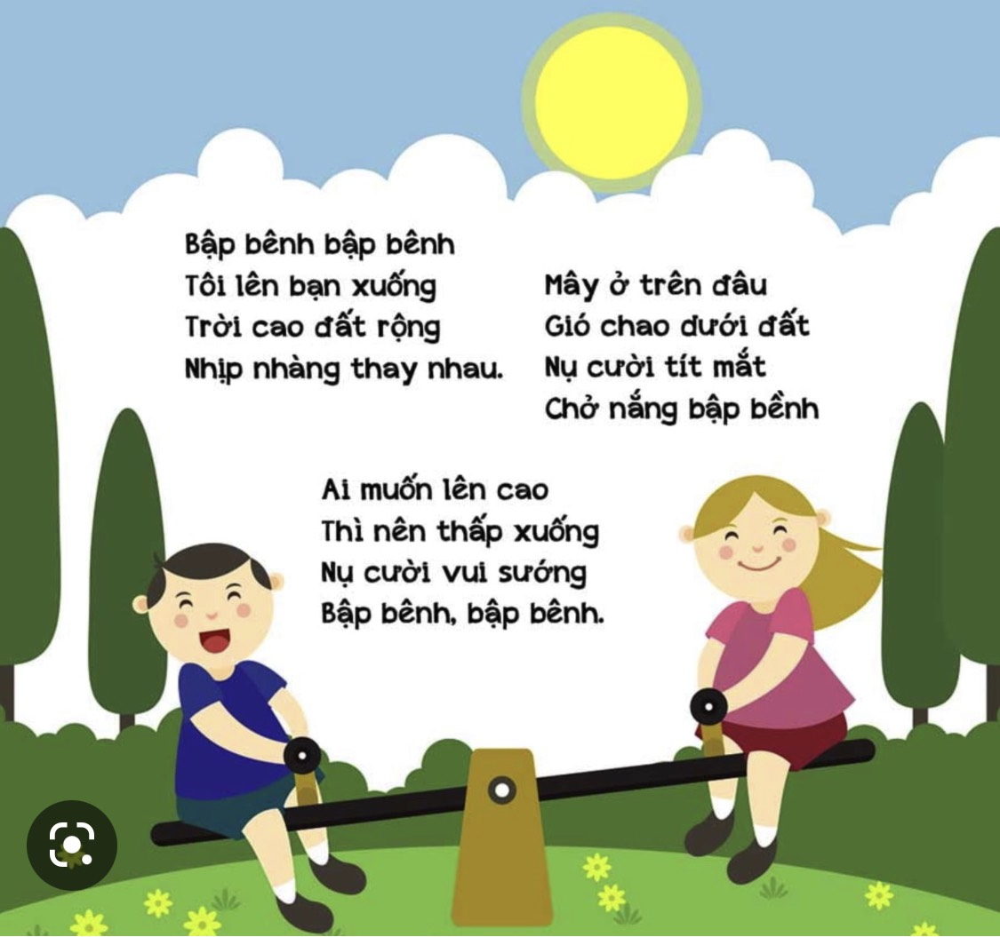 Bập bênh bập bênh
Tôi lên bạn xuống
Trời cao đất rộng
Nhịp nhàng thay nhau.
Mây ở trên đâu
Gió chao dưới đất
Nụ cười tít mắt
Chở nắng bập bềnh
Ai muốn lên cao
Thì nên thấp xuống
Nụ cười vui sướng
Bập bênh, bập bênh.